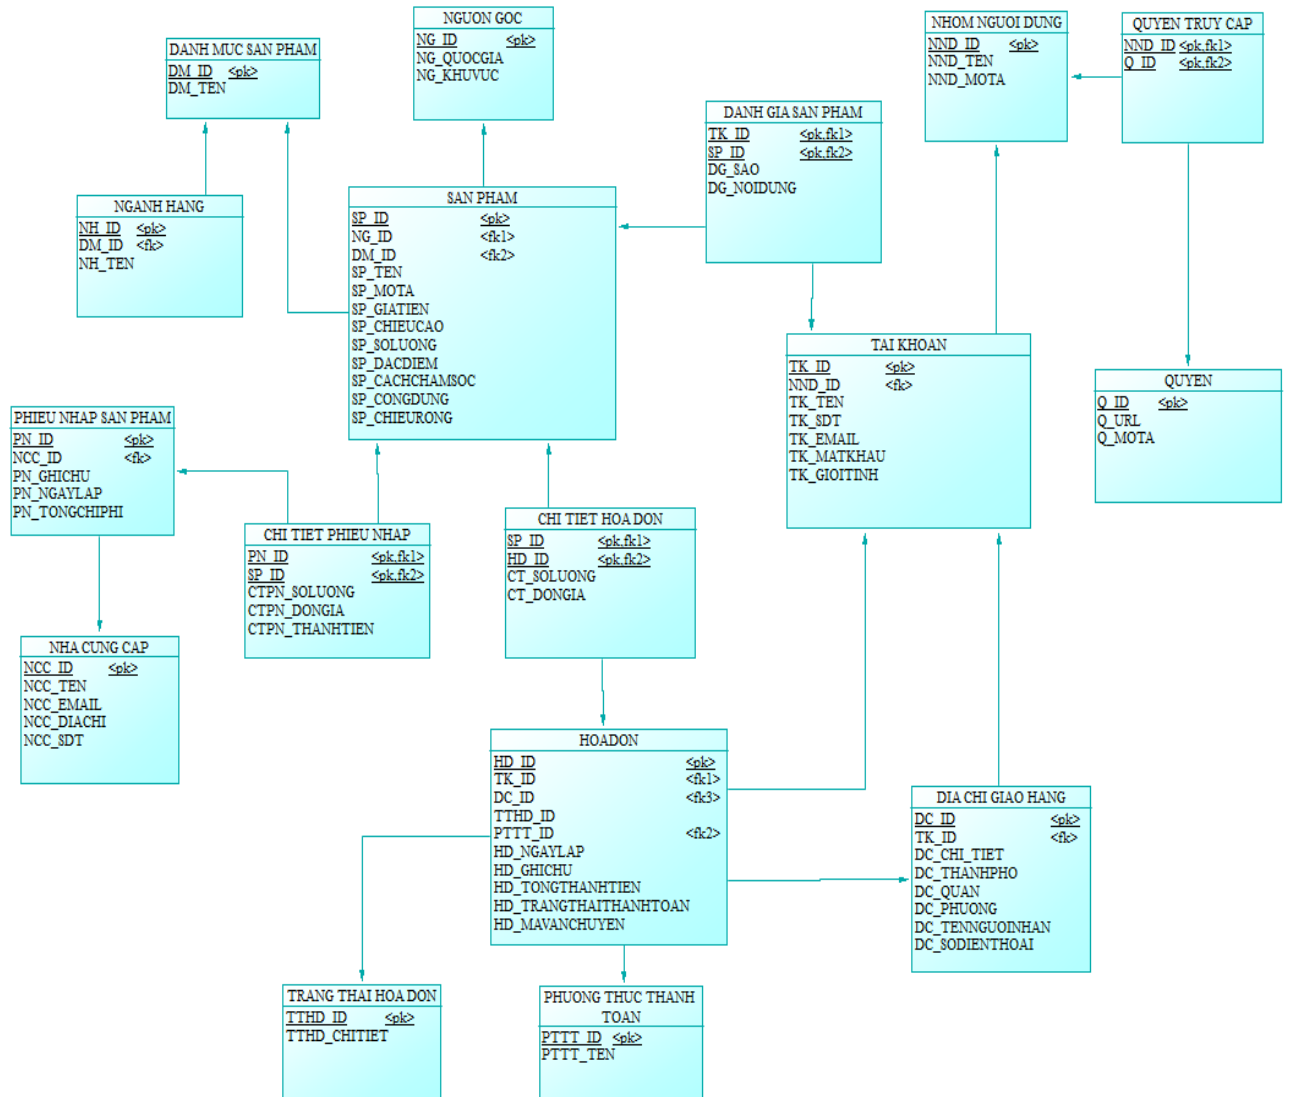 NGUON GOC
NG_ID <pk>
NG_QUOCGIA
NG_KHUVUC
NHOM NGUOI DUNG
NND_ID <pk>
NND_TEN
NND_MOTA
QUYEN TRUY CAP
NND_ID <pk,fk1>
Q_ID <pk,fk2>
DANH MUC SAN PHAM
DM_ID <pk>
DM_TEN
DANH GIA SAN PHAM
TK_ID <pk,fk1>
SP_ID <pk,fk2>
DG_SAO
DG_NOIDUNG
NGANH HANG
NH_ID <pk>
DM_ID <fk>
NH_TEN
SAN PHAM
SP_ID <pk>
NG_ID <fk1>
DM_ID <fk2>
SP_TEN
SP_MOTA
SP_GIATIEN
SP_CHIEUCAO
SP_SOLUONG
SP_DACDIEM
SP_CACHCHAMSOC
SP_CONGDUNG
SP_CHIEURONG
TAI KHOAN
TK_ID <pk>
NND_ID <fk>
TK_TEN
TK_SDT
TK_EMAIL
TK_MATKHAU
TK_GIOITINH
QUYEN
Q_ID <pk>
Q_URL
Q_MOTA
PHIEU NHAP SAN PHAM
PN_ID <pk>
NCC_ID <fk>
PN_GHICHU
PN_NGAYLAP
PN_TONGCHIPHI
CHI TIET PHIEU NHAP
PN_ID <pk,fk1>
SP_ID <pk,fk2>
CTPN_SOLUONG
CTPN_DONGIA
CTPN_THANHTIEN
CHI TIET HOA DON
SP_ID <pk,fk1>
HD_ID <pk,fk2>
CT_SOLUONG
CT_DONGIA
NHA CUNG CAP
NCC_ID <pk>
NCC_TEN
NCC_EMAIL
NCC_DIACHI
NCC_SDT
HOADON
HD_ID <pk>
TK_ID <fk1>
DC_ID <fk3>
TTHD_ID
PTTT_ID <fk2>
HD_NGAYLAP
HD_GHICHU
HD_TONGTHANHTIEN
HD_TRANGTHAITHANHTOAN
HD_MAVANCHUYEN
DIA CHI GIAO HANG
DC_ID <pk>
TK_ID <fk>
DC_CHI_TIET
DC_THANHPHO
DC_QUAN
DC_PHUONG
DC_TENNGUOINHAN
DC_SODIENTHOAI
TRANG THAI HOA DON
TTHD_ID <pk>
TTHD_CHITIET
PHUONG THUC THANH
TOAN
PTTT_ID <pk>
PTTT_TEN